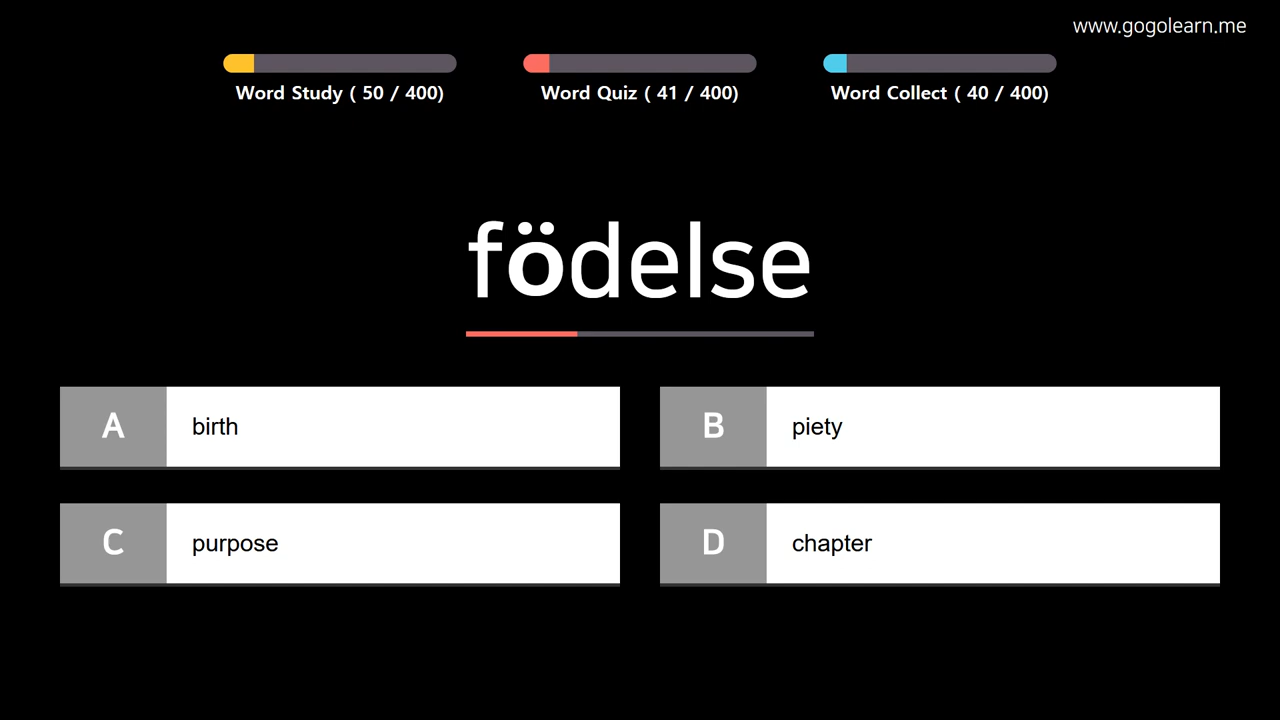 www.gogolearn.me
Word Study ( 50 / 400)
Word Quiz ( 41 / 400)
Word Collect ( 40 / 400)
födelse
A birth
B piety
C purpose
D chapter